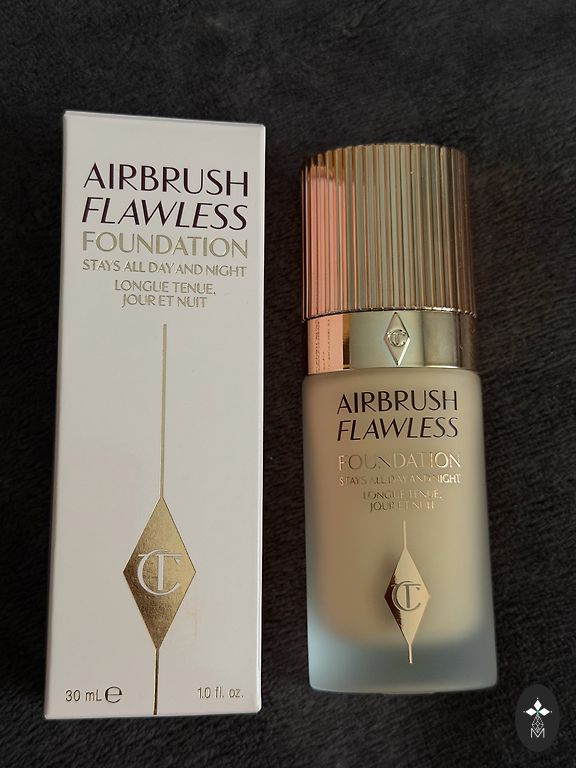 AIRBRUSH
FLAWLESS
FOUNDATION
STAYS ALL DAY AND NIGHT
LONGUE TENUE,
JOUR ET NUIT
CT
30 mL e
1.0 fl. oz.
CT
AIRBRUSH
FLAWLESS
FOUNDATION
STAYS ALL DAY AND NIGHT
LONGUE TENUE,
JOUR ET NUIT
CT
M